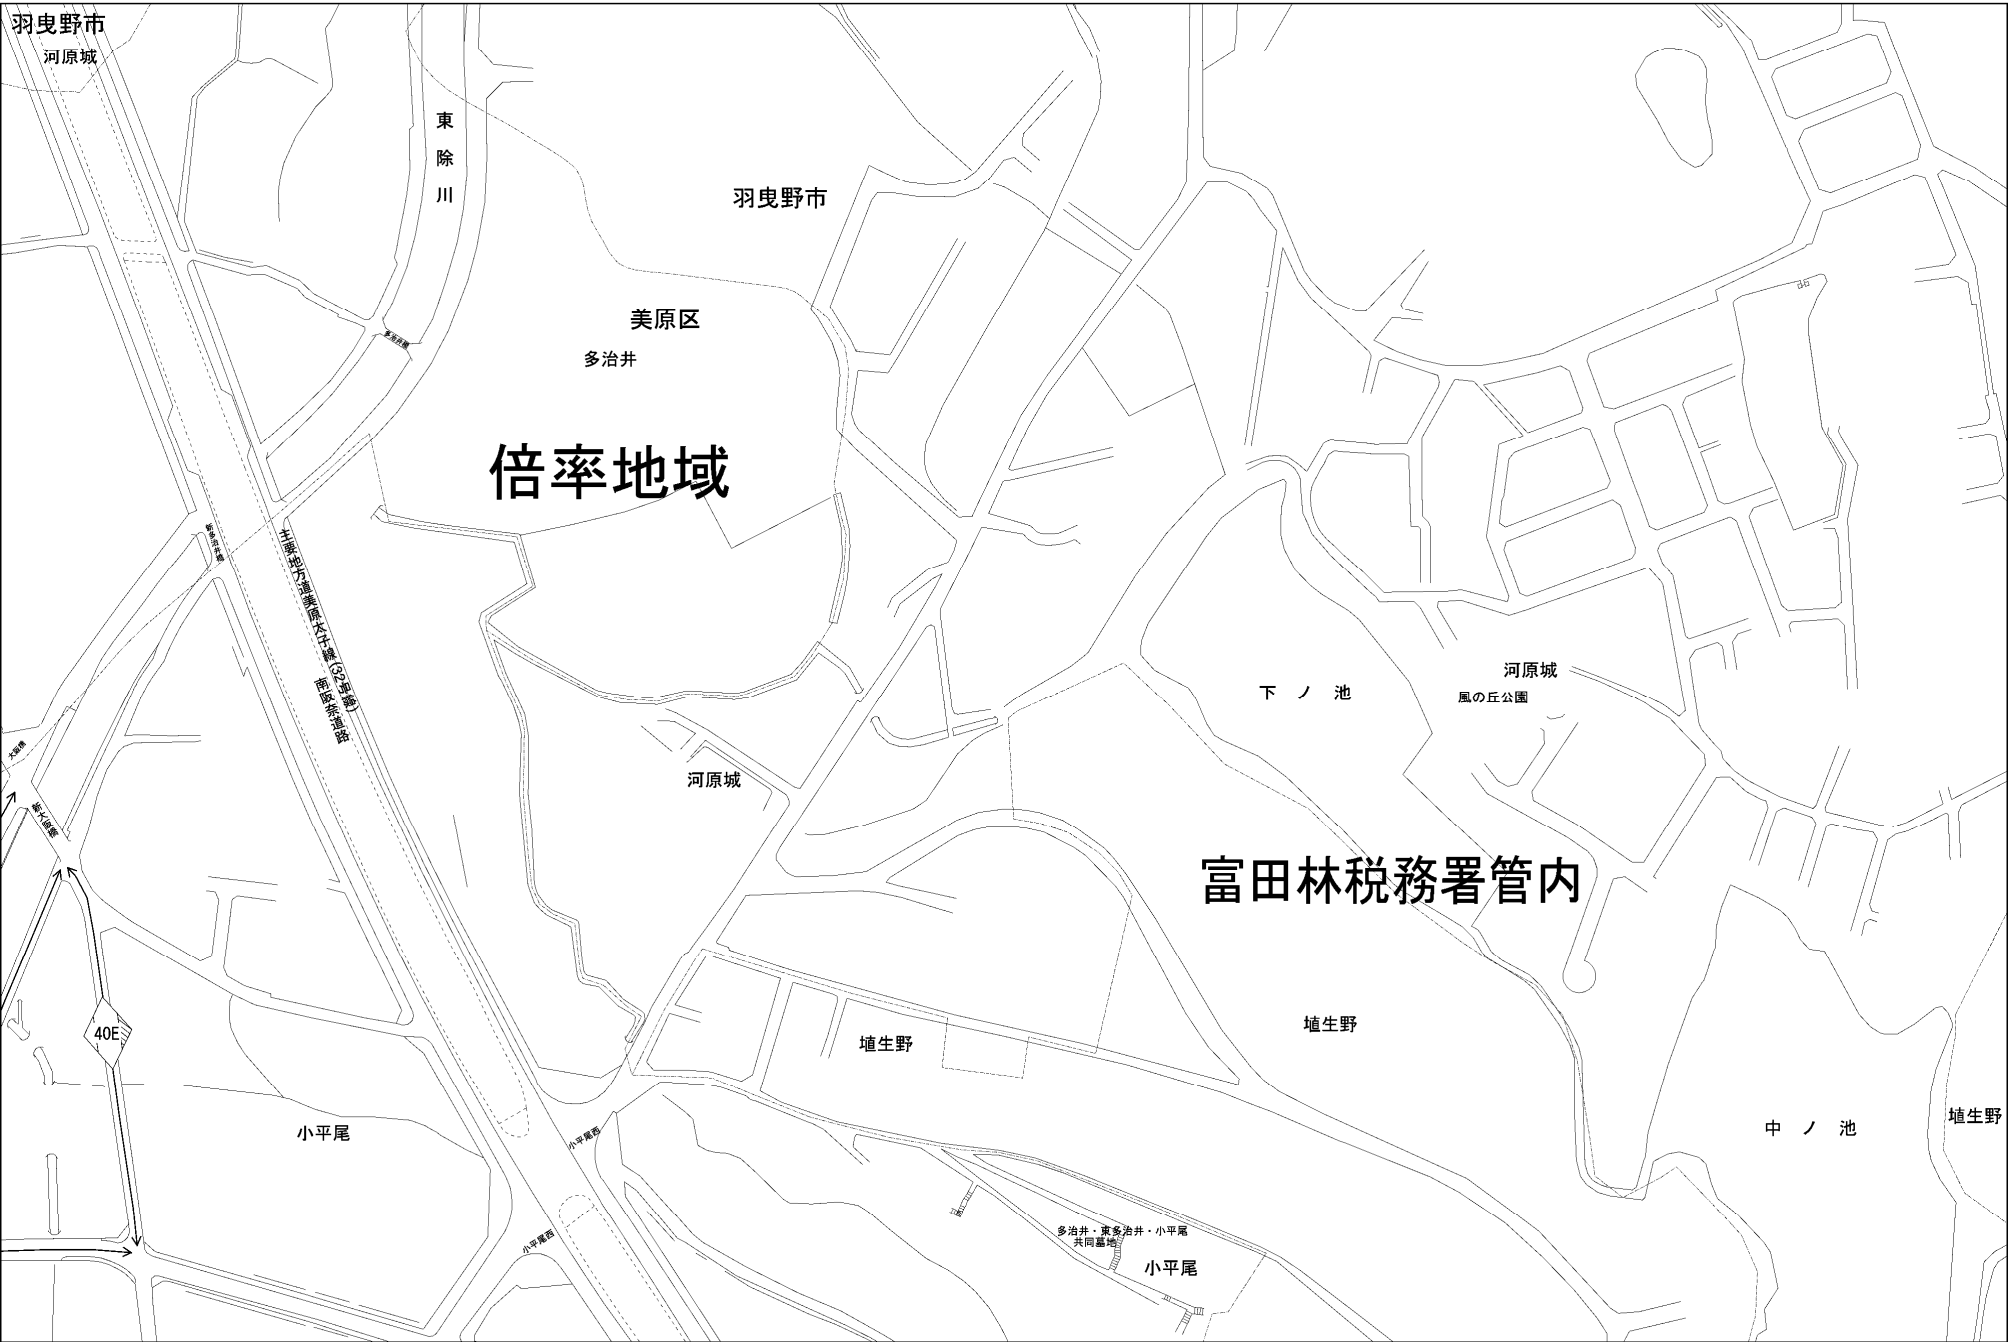 羽曳野市
河原城
東除川
羽曳野市
美原区
多治井
多治井橋
倍率地域
新多治井橋
主要地方道美原太子線(32号線)
南阪奈道路
河原城
風の丘公園
下ノ池
大阪橋
新大阪橋
河原城
富田林税務署管内
40E
埴生野
埴生野
小平尾
小平尾西
中ノ池
埴生野
小平尾西
多治井・東多治井・小平尾
共同墓地
小平尾